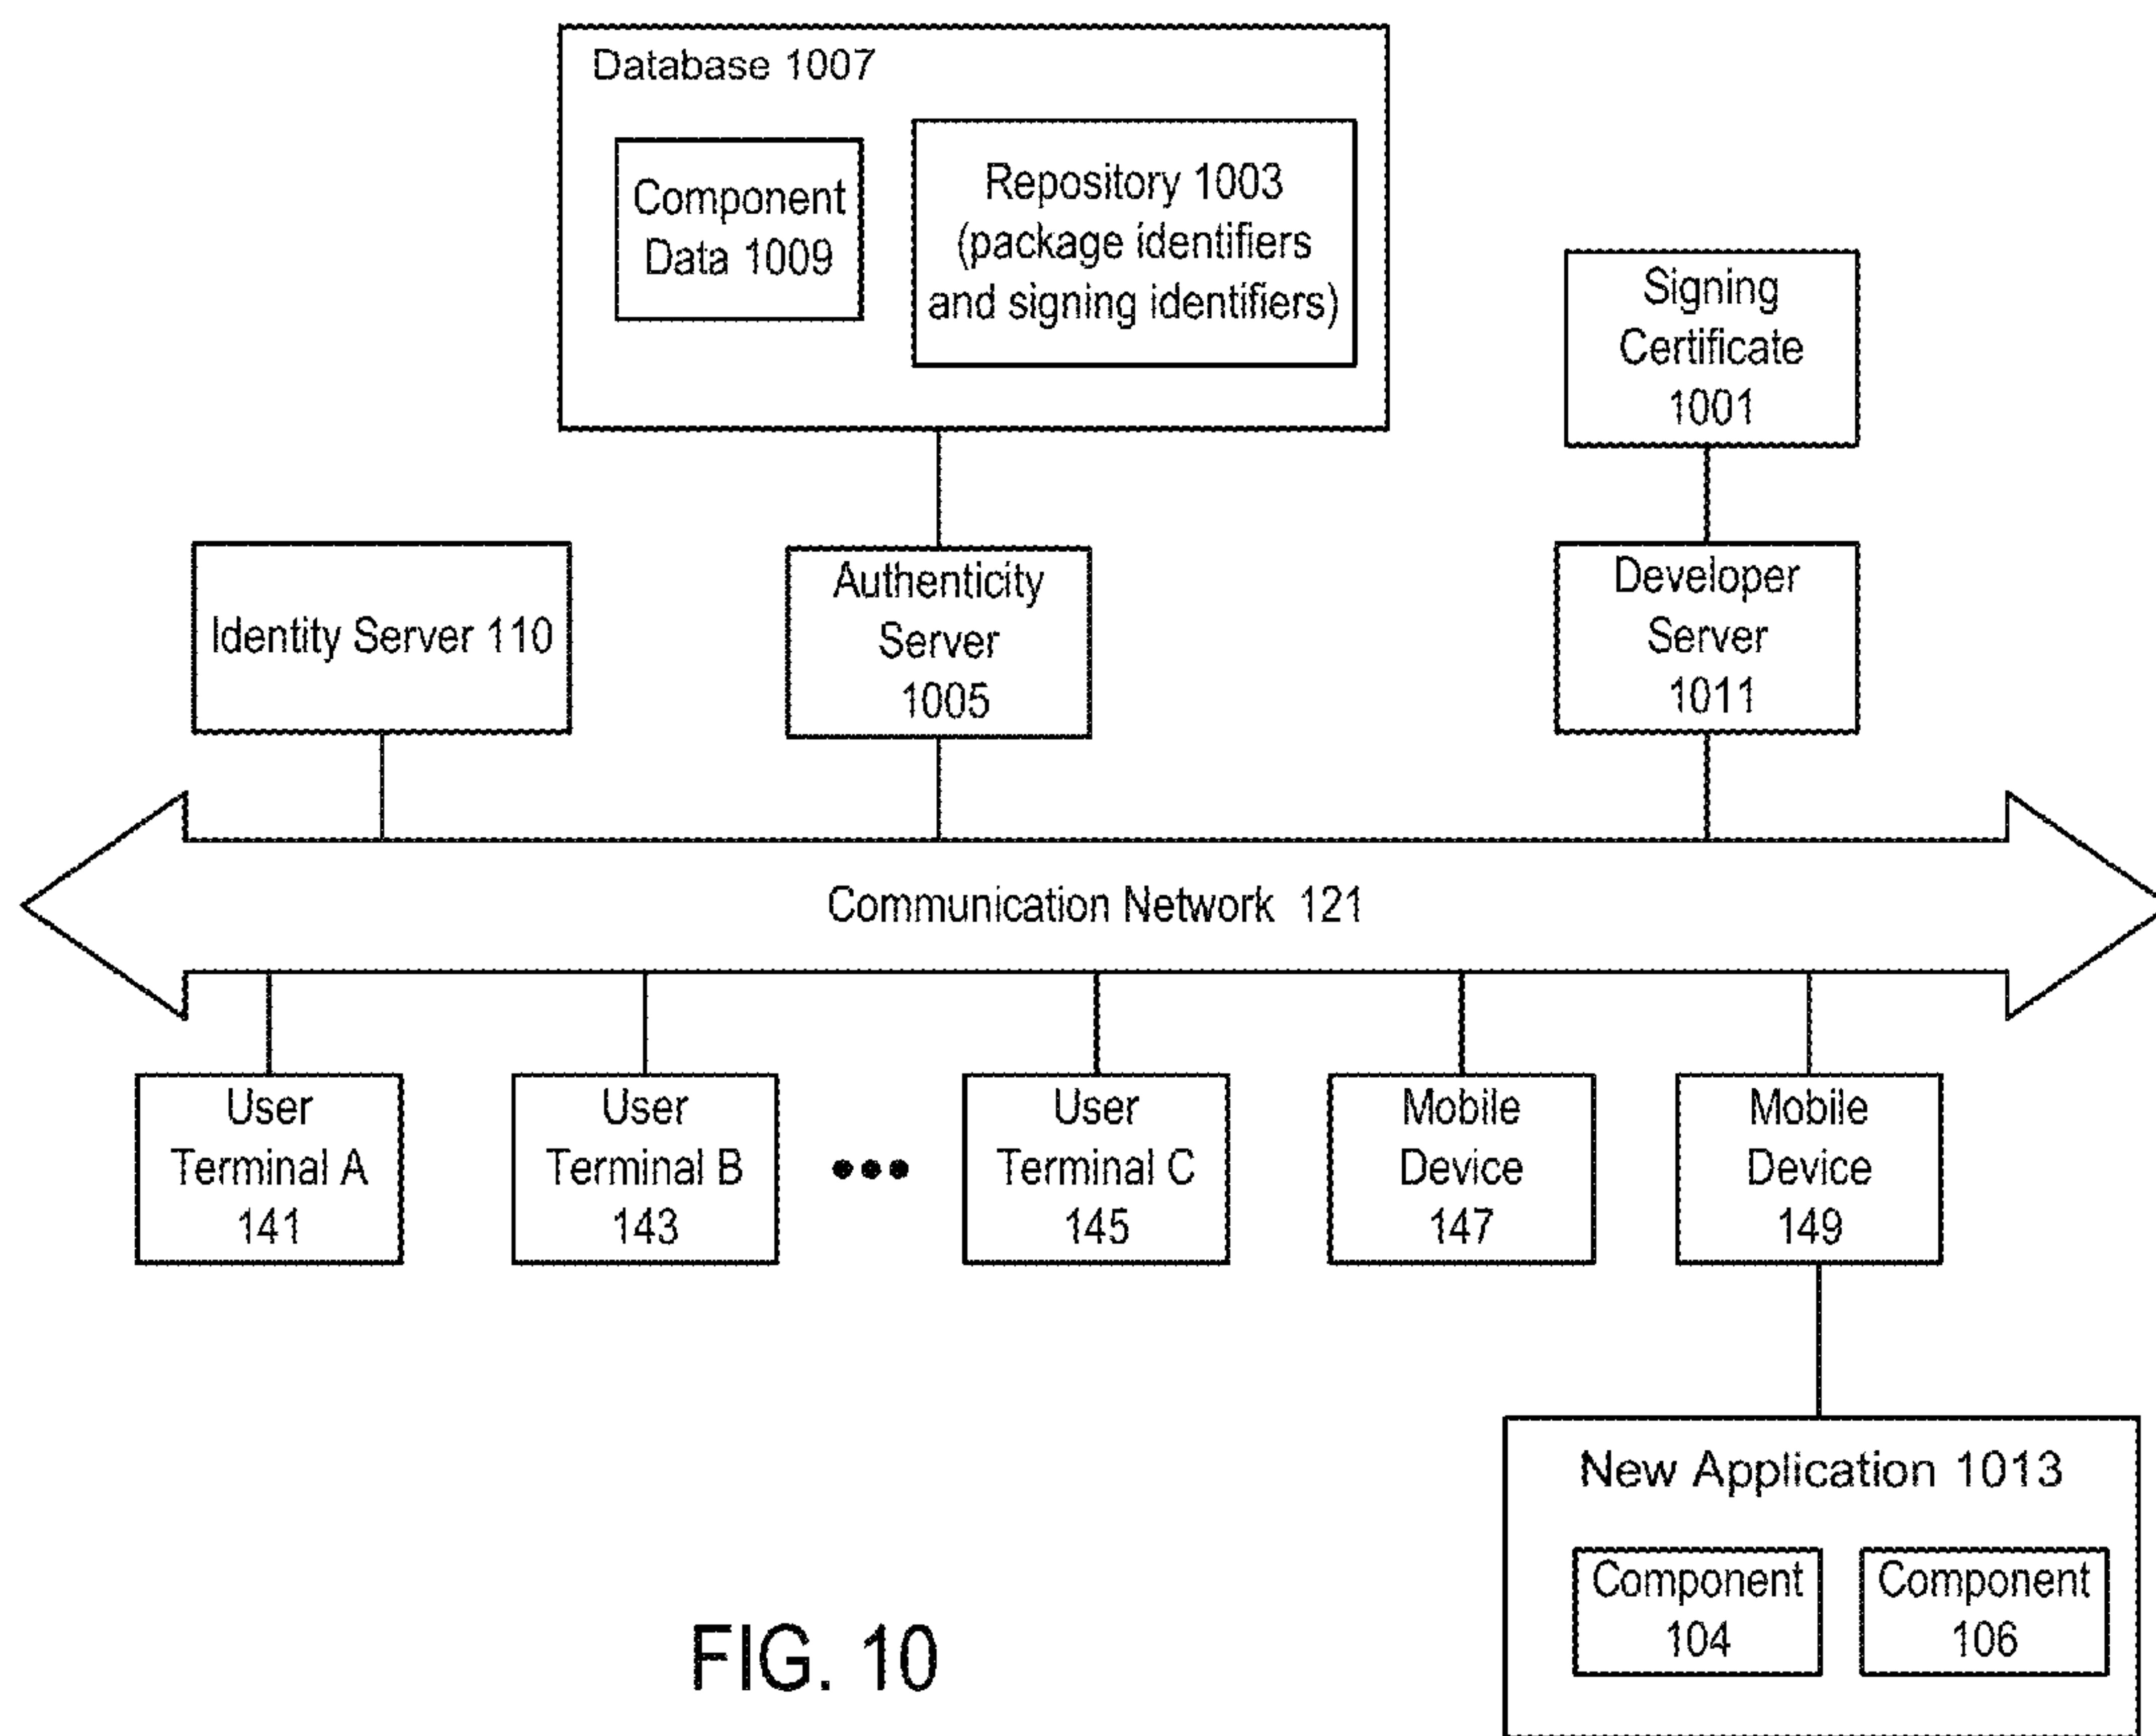 Database 1007
Component
Data 1009
Repository 1003
(package identifiers
and signing identifiers)
Signing
Certificate
1001
Identity Server 110
Authenticity
Server
1005
Developer
Server
1011
Communication Network 121
User
Terminal A
141
User
Terminal B
143
•••
User
Terminal C
145
Mobile
Device
147
Mobile
Device
149
New Application 1013
Component
104
Component
106
FIG. 10